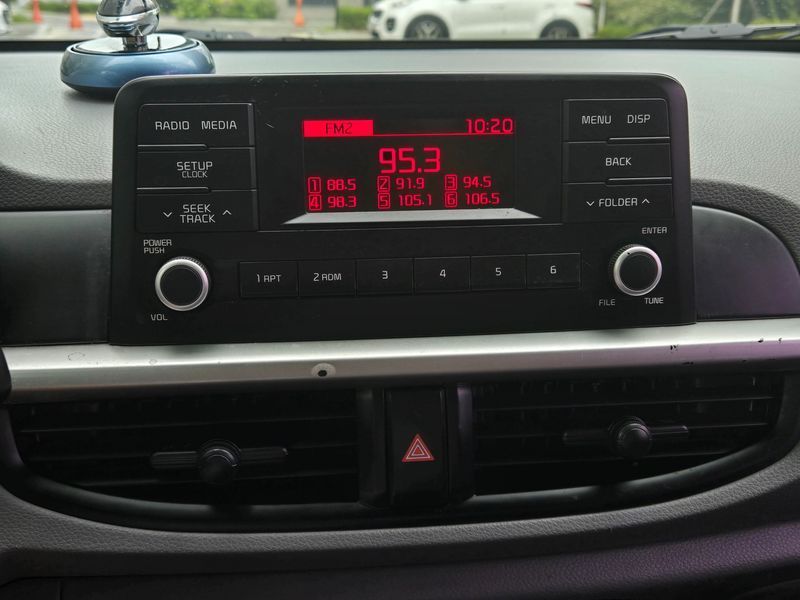 RADIO MEDIA
SETUP
CLOCK
SEEK
TRACK
POWER
PUSH
VOL
FM2 10:20
95.3
1 88.5 2 91.9 3 94.5
4 98.3 5 105.1 6 106.5
MENU DISP
BACK
FOLDER
ENTER
FILE TUNE
1 RPT 2 RDM 3 4 5 6